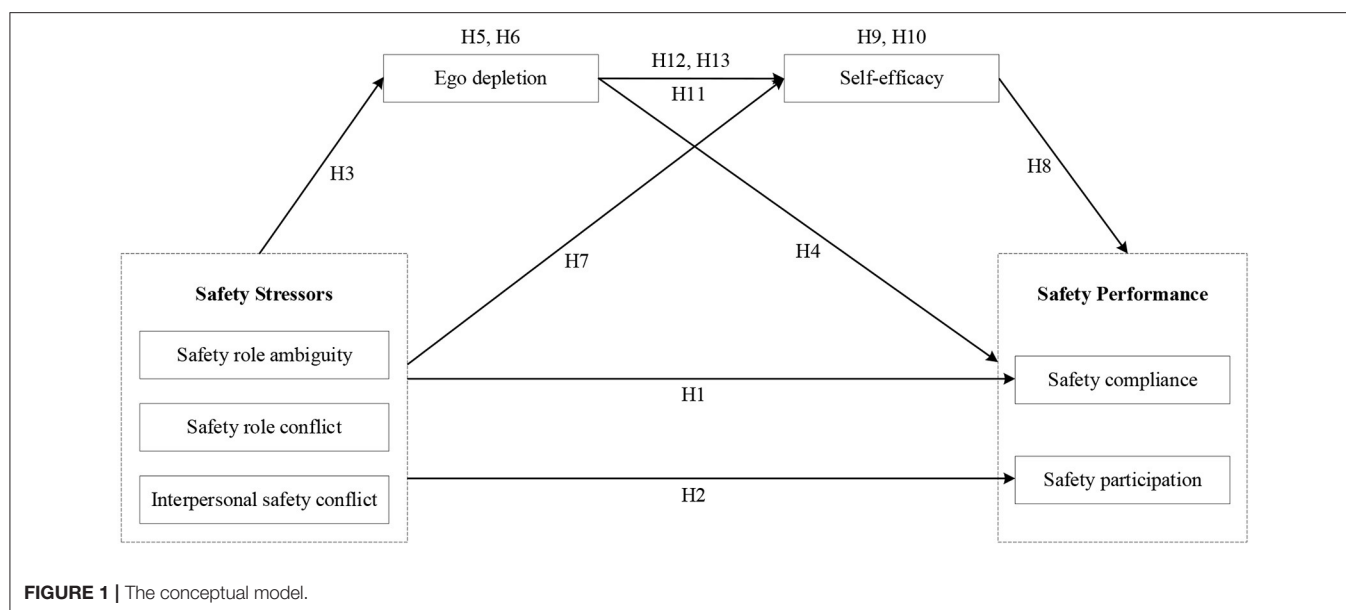 H5, H6
H9, H10
Ego depletion
H12, H13
H11
Self-efficacy
H3
H7
H4
H8
Safety Stressors
Safety role ambiguity
Safety role conflict
Interpersonal safety conflict
H1
H2
Safety Performance
Safety compliance
Safety participation
FIGURE 1 | The conceptual model.